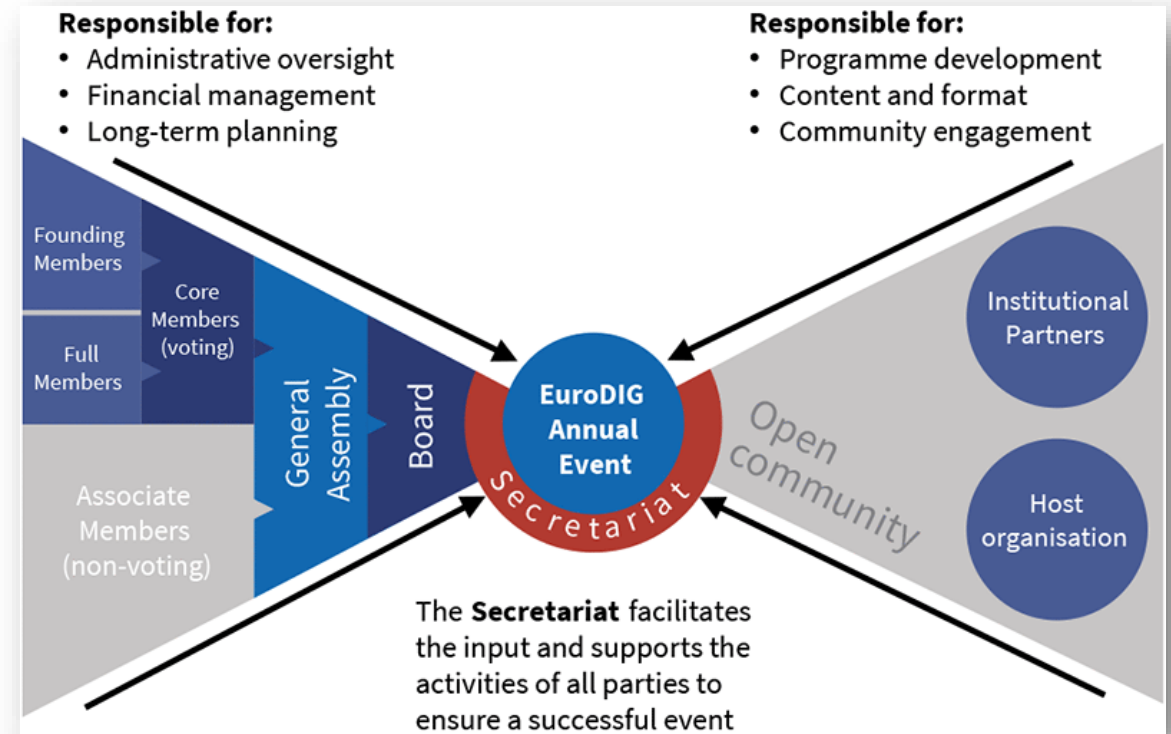 Responsible for:
• Administrative oversight
• Financial management
• Long-term planning
Responsible for:
• Programme development
• Content and format
• Community engagement
Founding
Members
Full
Members
Core
Members
(voting)
Associate
Members
(non-voting)
General
Assembly
Board
EuroDIG
Annual
Event
Secretariat
Open
community
Institutional
Partners
Host
organisation
The Secretariat facilitates
the input and supports the
activities of all parties to
ensure a successful event